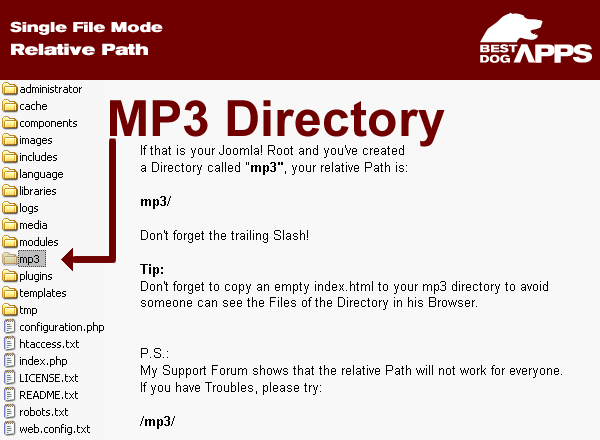 Single File Mode
Relative Path
BEST
DOG
APPS
administrator
cache
components
images
includes
language
libraries
logs
media
modules
mp3
plugins
templates
tmp
configuration.php
htaccess.txt
index.php
LICENSE.txt
README.txt
robots.txt
web.config.txt
MP3 Directory
If that is your Joomla! Root and you've created
a Directory called "mp3", your relative Path is:
mp3/
Don't forget the trailing Slash!
Tip:
Don't forget to copy an empty index.html to your mp3 directory to avoid
someone can see the Files of the Directory in his Browser.
P.S.:
My Support Forum shows that the relative Path will not work for everyone.
If you have Troubles, please try:
/mp3/